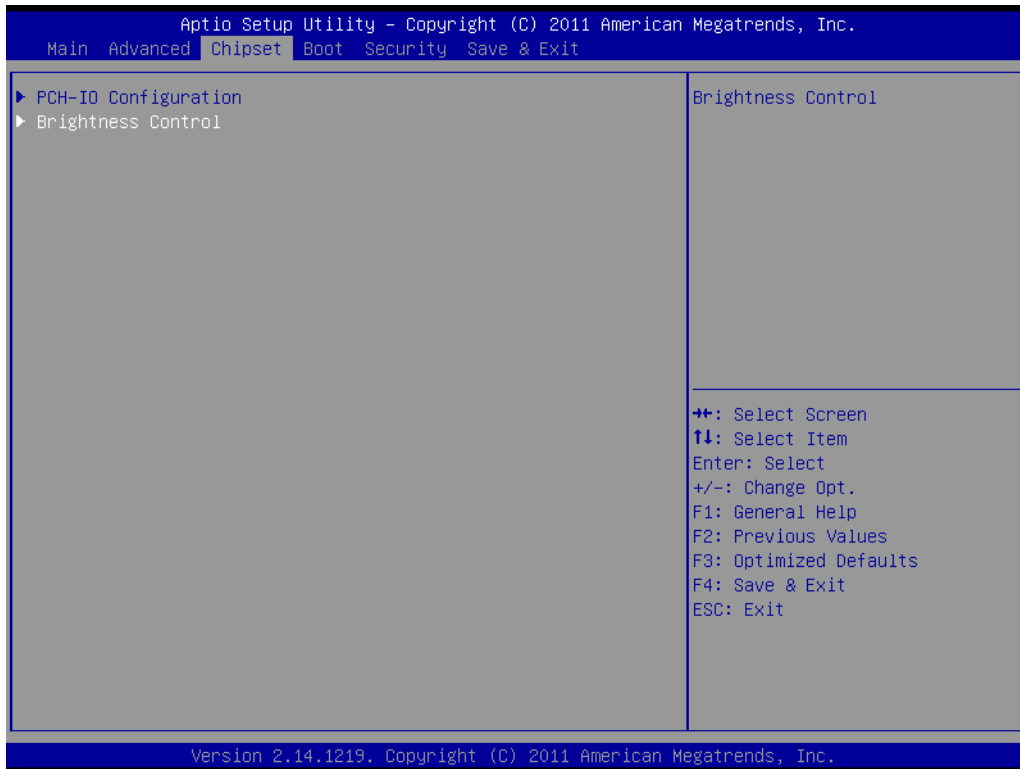 Aptio Setup Utility – Copyright (C) 2011 American Megatrends, Inc.
Main Advanced Chipset Boot Security Save & Exit
▶ PCH-IO Configuration
▶ Brightness Control
Brightness Control
→←: Select Screen
↑↓: Select Item
Enter: Select
+/-: Change Opt.
F1: General Help
F2: Previous Values
F3: Optimized Defaults
F4: Save & Exit
ESC: Exit
Version 2.14.1219. Copyright (C) 2011 American Megatrends, Inc.